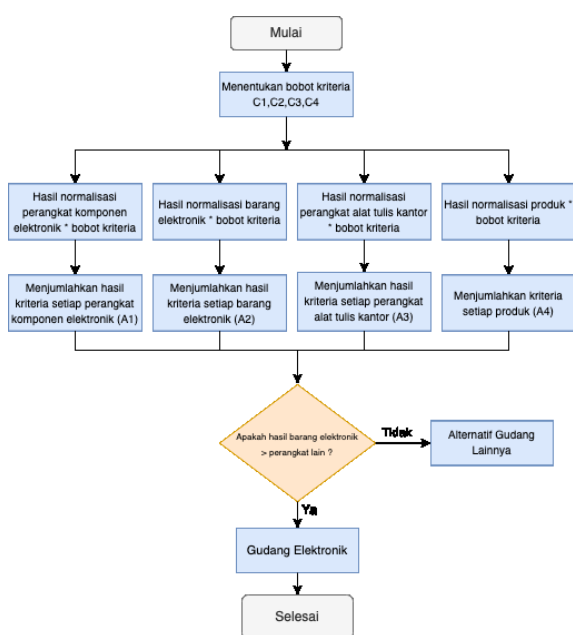 Mulai
Menentukan bobot kriteria
C1,C2,C3,C4
Hasil normalisasi
perangkat komponen
elektronik * bobot kriteria
Hasil normalisasi barang
elektronik * bobot kriteria
Hasil normalisasi
perangkat alat tulis kantor
* bobot kriteria
Hasil normalisasi produk *
bobot kriteria
Menjumlahkan hasil
kriteria setiap perangkat
komponen elektronik (A1)
Menjumlahkan hasil
kriteria setiap barang
elektronik (A2)
Menjumlahkan hasil
kriteria setiap perangkat
alat tulis kantor (A3)
Menjumlahkan kriteria
setiap produk (A4)
Apakah hasil barang elektronik
> perangkat lain ?
Tidak
Alternatif Gudang
Lainnya
Ya
Gudang Elektronik
Selesai